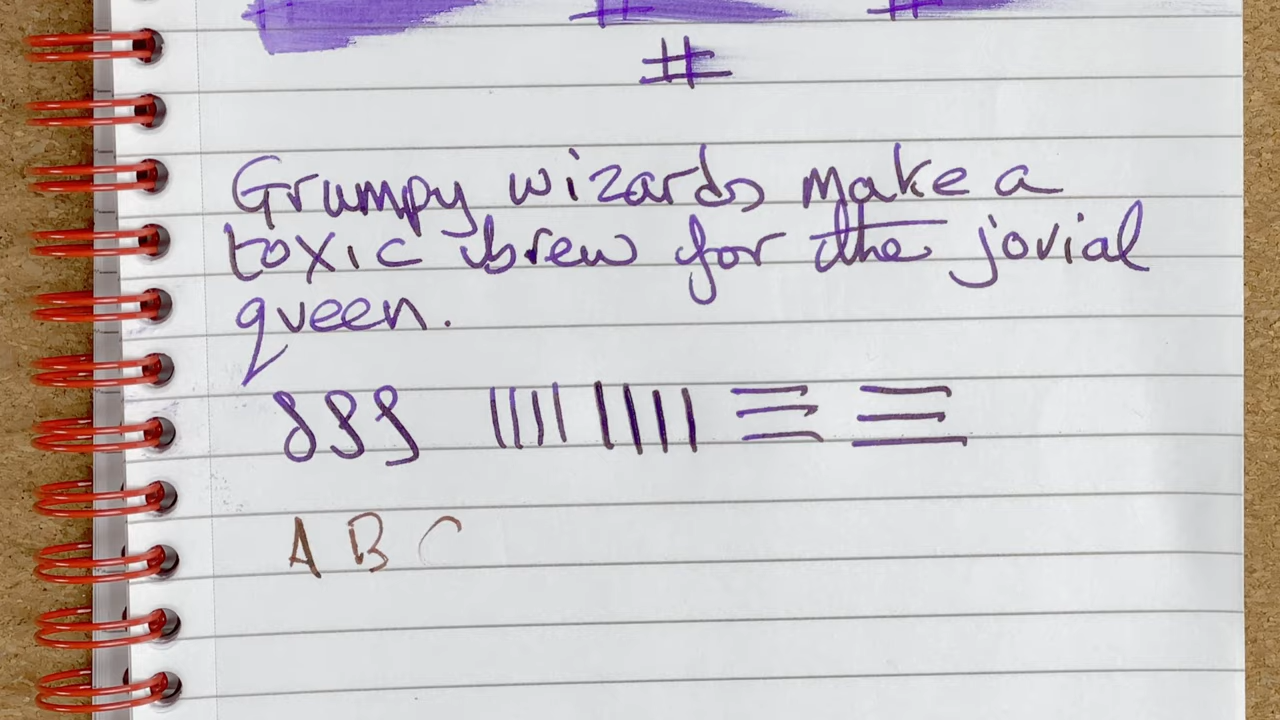 #
Grumpy wizards make a
toxic brew for the jovial
queen.
A B C